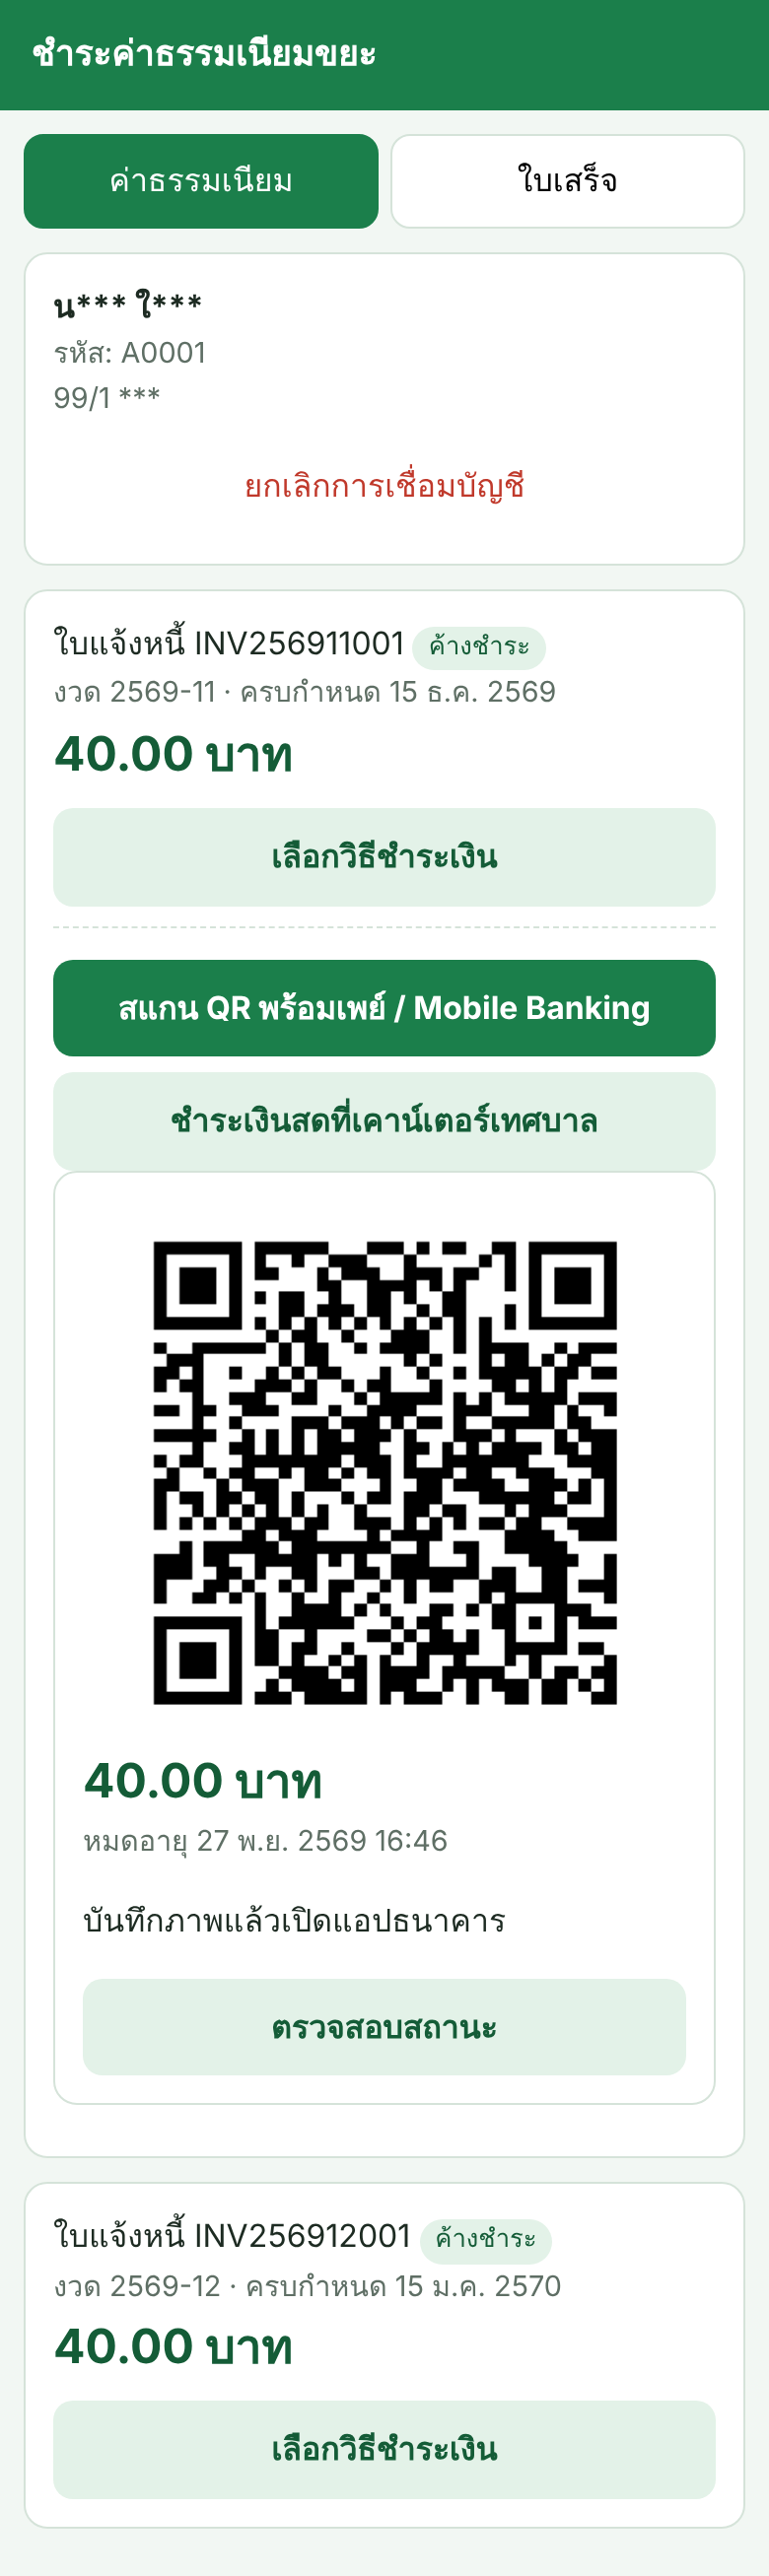 ชำระค่าธรรมเนียมขยะ
ค่าธรรมเนียม
ใบเสร็จ
น*** ใ***
รหัส: A0001
99/1 ***
ยกเลิกการเชื่อมบัญชี
ใบแจ้งหนี้ INV256911001 ค้างชำระ
งวด 2569-11 · ครบกำหนด 15 ธ.ค. 2569
40.00 บาท
เลือกวิธีชำระเงิน
สแกน QR พร้อมเพย์ / Mobile Banking
ชำระเงินสดที่เคาน์เตอร์เทศบาล
40.00 บาท
หมดอายุ 27 พ.ย. 2569 16:46
บันทึกภาพแล้วเปิดแอปธนาคาร
ตรวจสอบสถานะ
ใบแจ้งหนี้ INV256912001 ค้างชำระ
งวด 2569-12 · ครบกำหนด 15 ม.ค. 2570
40.00 บาท
เลือกวิธีชำระเงิน